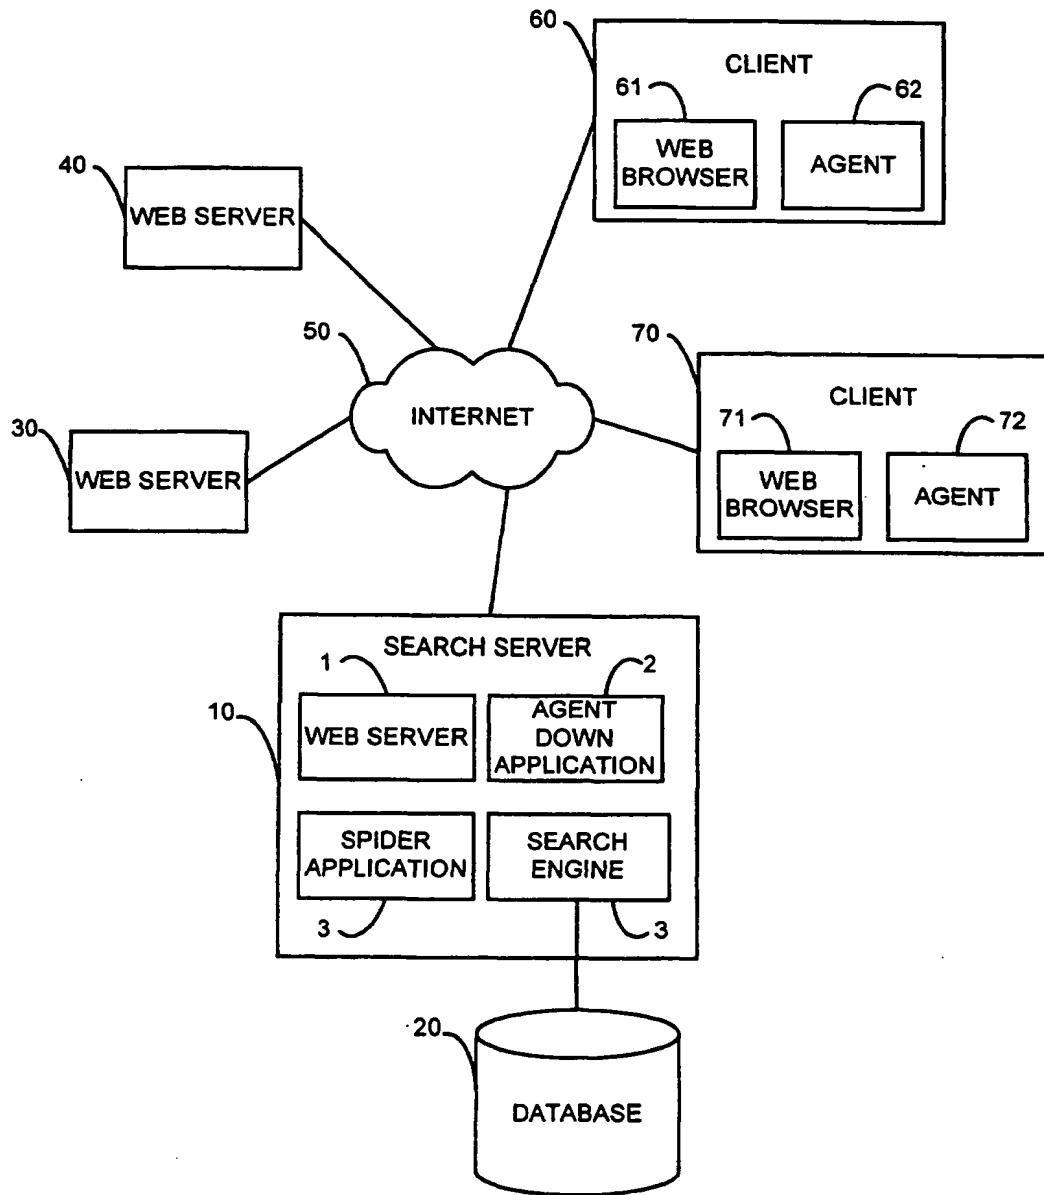 60
CLIENT
61
62
WEB
BROWSER
AGENT
40
WEB SERVER
50
INTERNET
70
CLIENT
71
72
WEB
BROWSER
AGENT
30
WEB SERVER
SEARCH SERVER
1
2
10
WEB SERVER
AGENT
DOWN
APPLICATION
SPIDER
APPLICATION
SEARCH
ENGINE
3
3
20
DATABASE